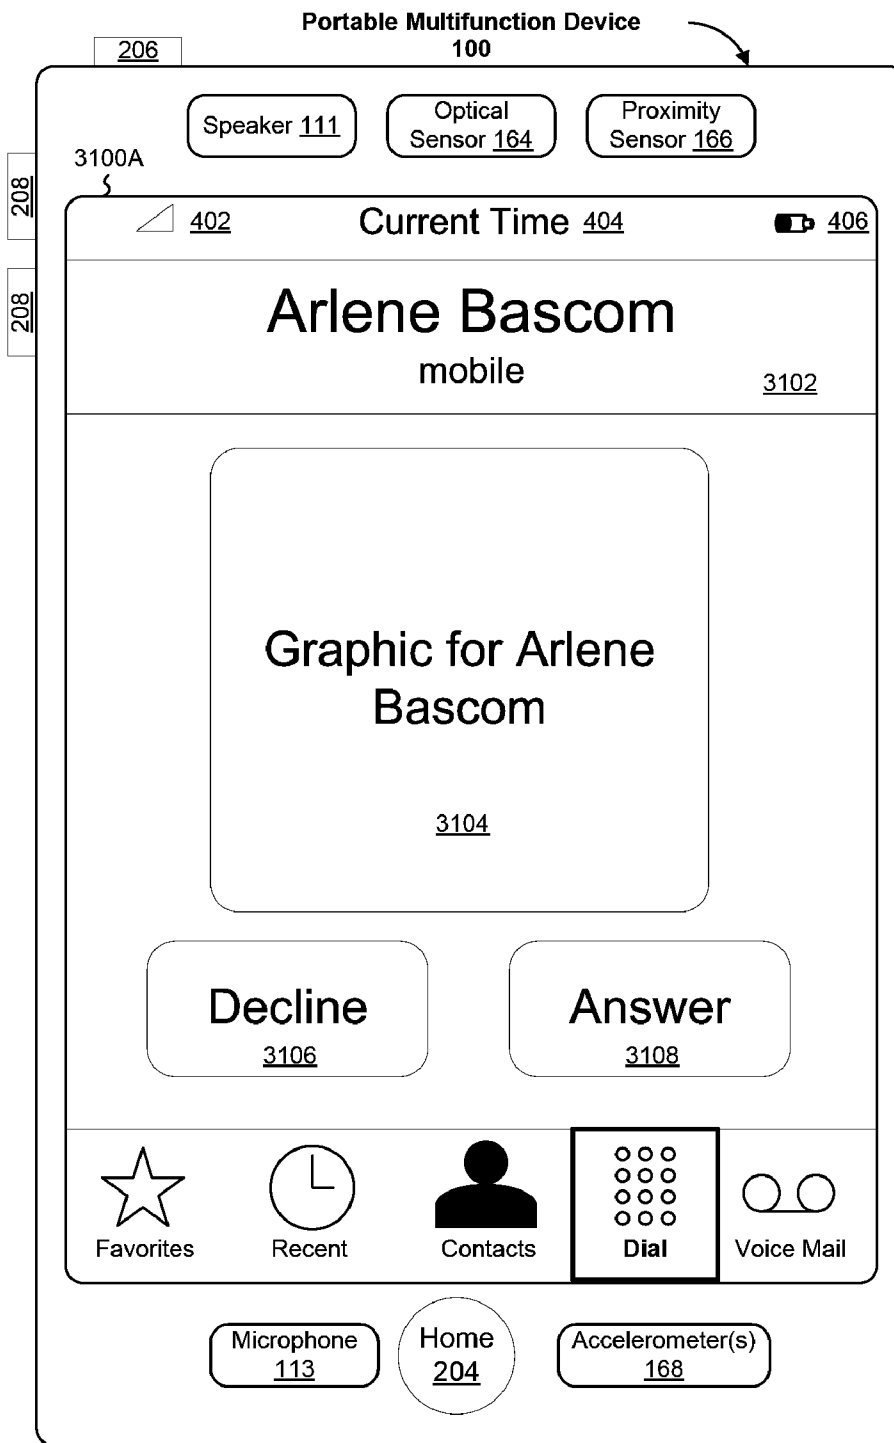 Portable Multifunction Device
100
206
Speaker 111
Optical
Sensor 164
Proximity
Sensor 166
3100A
208
208
402
Current Time 404
406
Arlene Bascom
mobile
3102
Graphic for Arlene
Bascom
3104
Decline
3106
Answer
3108
Favorites
Recent
Contacts
Dial
Voice Mail
Microphone
113
Home
204
Accelerometer(s)
168